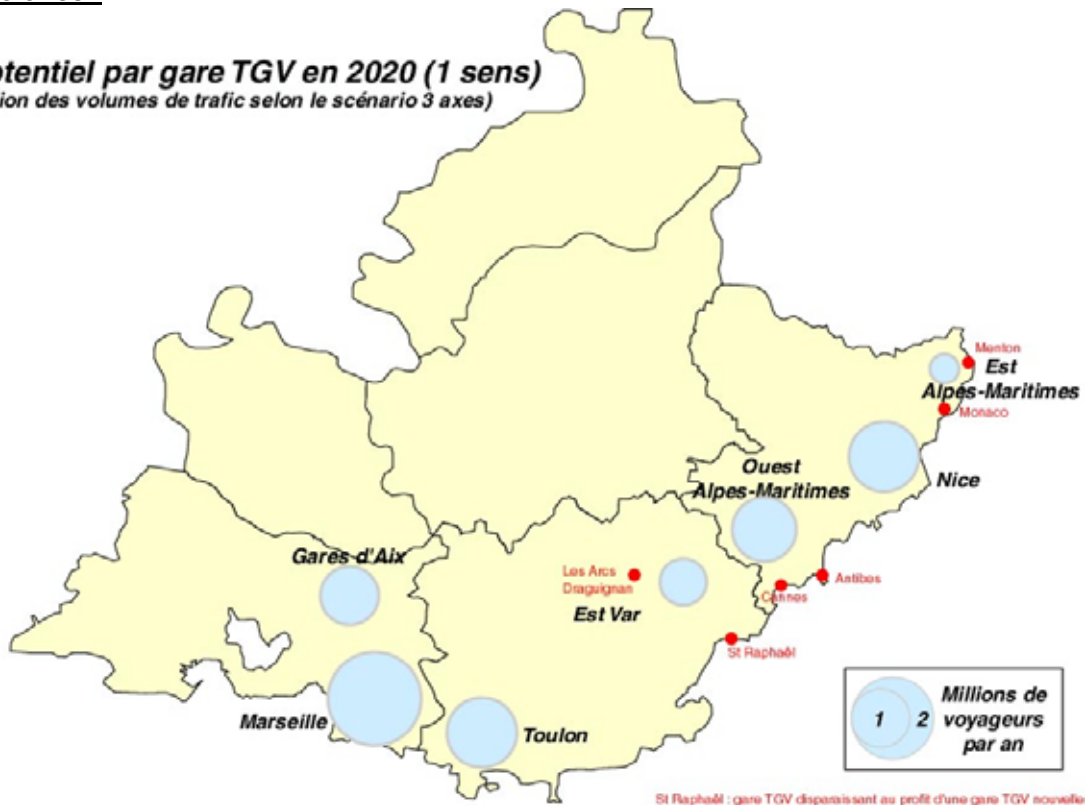 otentiel par gare TGV en 2020 (1 sens)
ion des volumes de trafic selon le scénario 3 axes)
Menton
Est
Alpes-Maritimes
Monaco
Nice
Ouest
Alpes-Maritimes
Gares d'Aix
Les Arcs
Draguignan
Est Var
Antibes
Cannes
St Raphaël
Marseille
Toulon
1 2
Millions de
voyageurs
par an
St Raphaël : gare TGV disparaissant au profit d'une gare TGV nouvelle